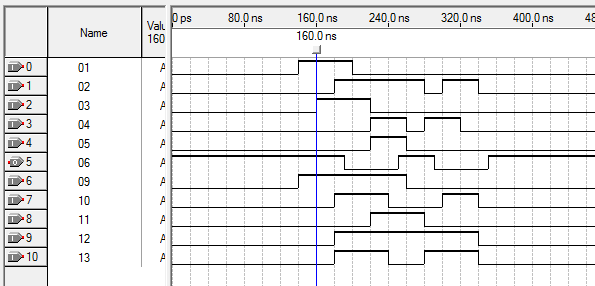 Name
Valu
160
0 ps
80.0 ns
160.0 ns
240.0 ns
320.0 ns
400.0 ns
48
160.0 ns
0 01 A
1 02 A
2 03 A
3 04 A
4 05 A
5 06 A
6 09 A
7 10 A
8 11 A
9 12 A
10 13 A